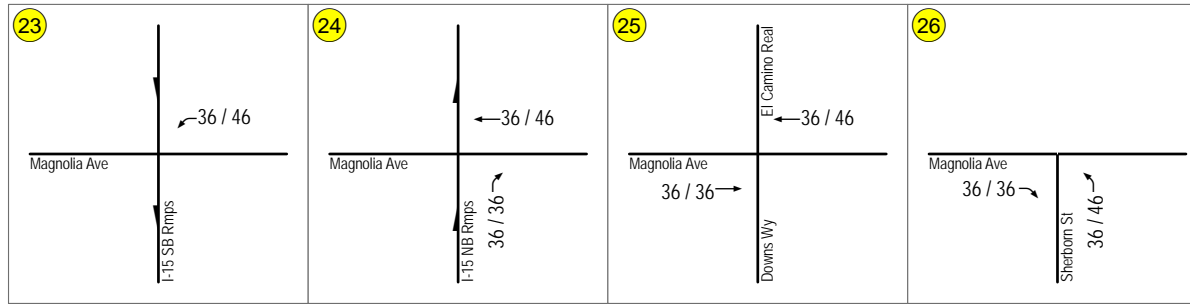 23
36 / 46
Magnolia Ave
I-15 SB Rmps
24
36 / 46
Magnolia Ave
36 / 36
I-15 NB Rmps
25
El Camino Real
36 / 46
Magnolia Ave
36 / 36
Downs Wy
26
Magnolia Ave
36 / 36
36 / 46
Sherborn St